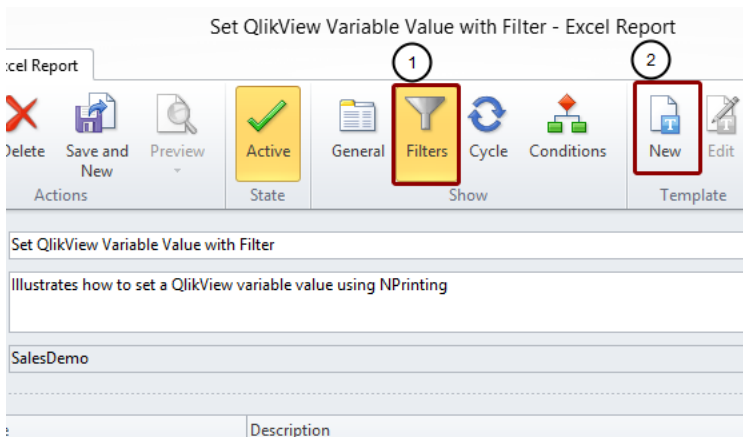 Set QlikView Variable Value with Filter - Excel Report
xcel Report
1
2
Delete
Save and New
Preview
Active
General
Filters
Cycle
Conditions
New
Edit
Actions
State
Show
Template
Set QlikView Variable Value with Filter
Illustrates how to set a QlikView variable value using NPrinting
SalesDemo
Description